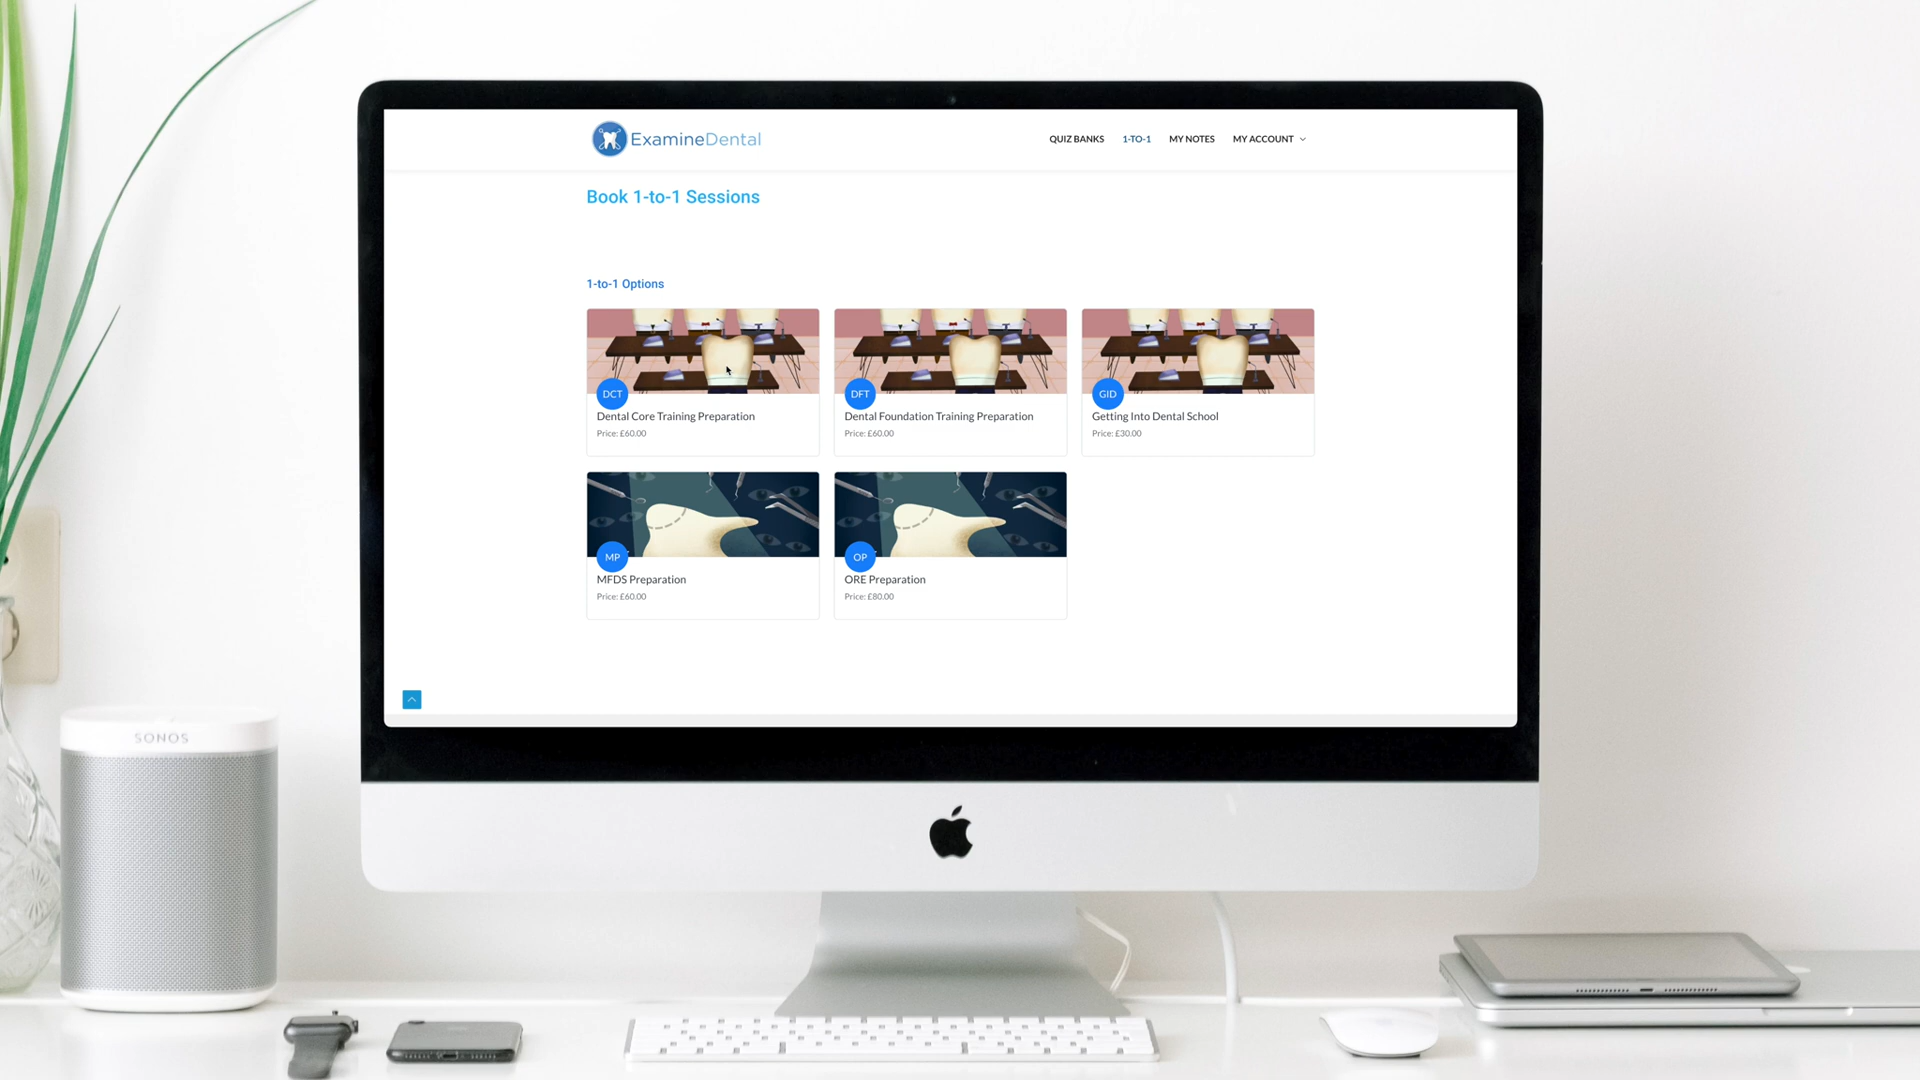 ExamineDental
QUIZ BANKS 1-TO-1 MY NOTES MY ACCOUNT
Book 1-to-1 Sessions
1-to-1 Options
DCT
Dental Core Training Preparation
Price: £60.00
DFT
Dental Foundation Training Preparation
Price: £60.00
GID
Getting Into Dental School
Price: £30.00
MP
MFDS Preparation
Price: £60.00
OP
ORE Preparation
Price: £80.00
SONOS